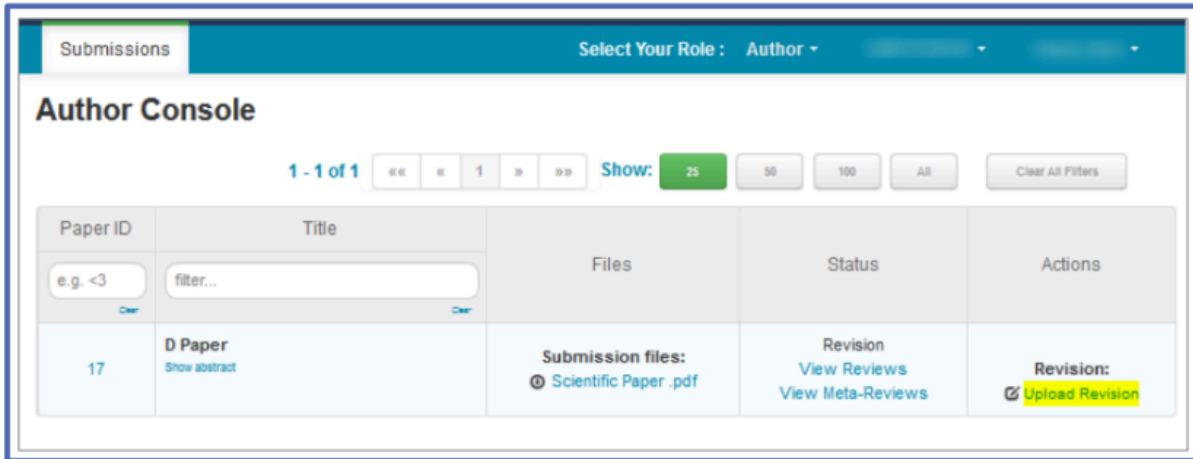 Submissions Select Your Role : Author
Author Console
1 - 1 of 1 «« « 1 » »» Show: 25 50 100 All Clear All Filters
Paper ID Title Files Status Actions
e.g. <3 filter...
Clear Clear
17 D Paper Show abstract
Submission files:
Scientific Paper .pdf
Revision
View Reviews
View Meta-Reviews
Revision:
Upload Revision